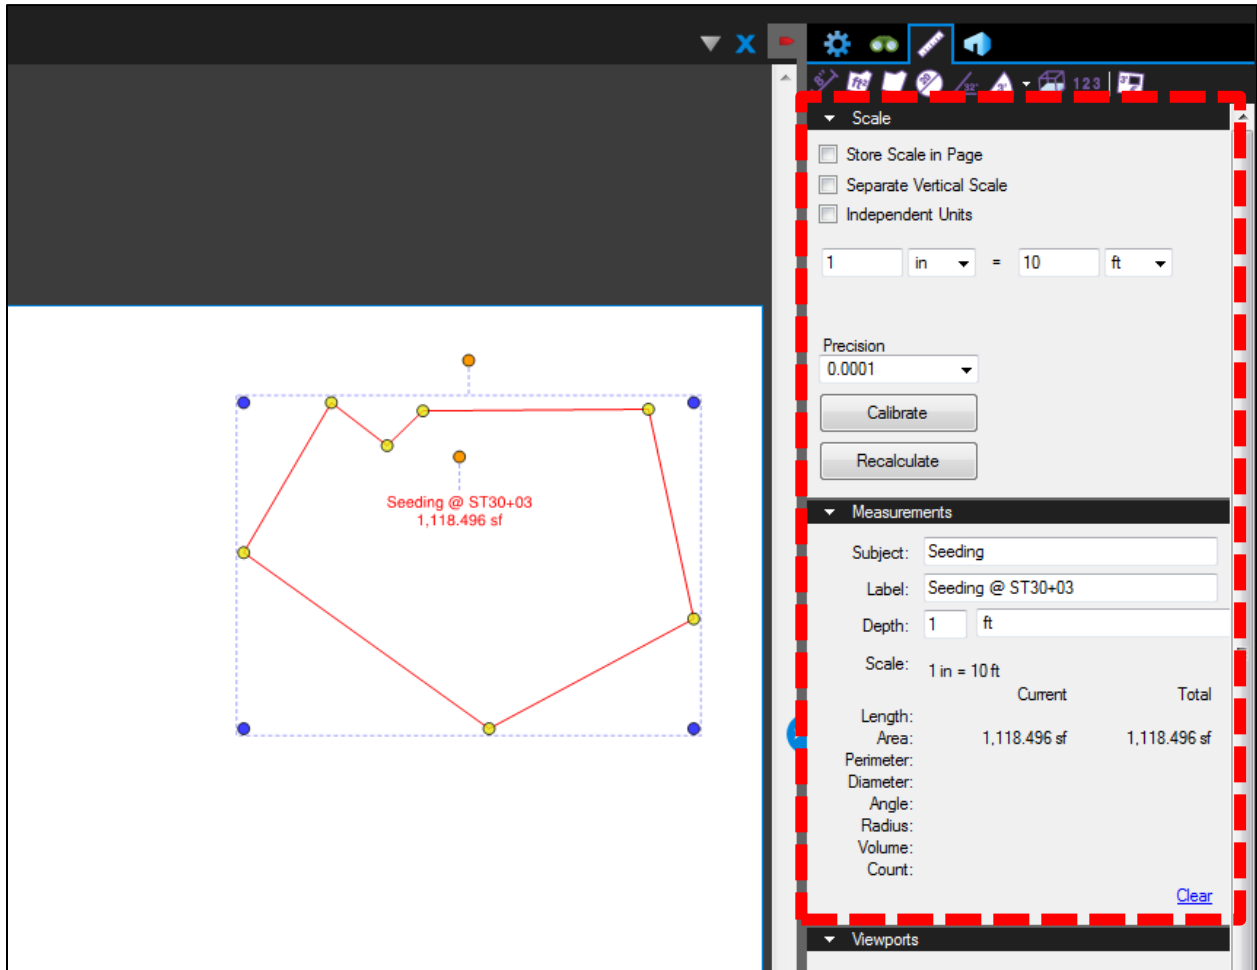 123
Scale
Store Scale in Page
Separate Vertical Scale
Independent Units
1 in = 10 ft
Precision
0.0001
Calibrate
Recalculate
Seeding @ ST30+03
1,118.496 sf
Measurements
Subject: Seeding
Label: Seeding @ ST30+03
Depth: 1 ft
Scale: 1 in = 10 ft
Current Total
Length:
Area: 1,118.496 sf 1,118.496 sf
Perimeter:
Diameter:
Angle:
Radius:
Volume:
Count:
Clear
Viewports